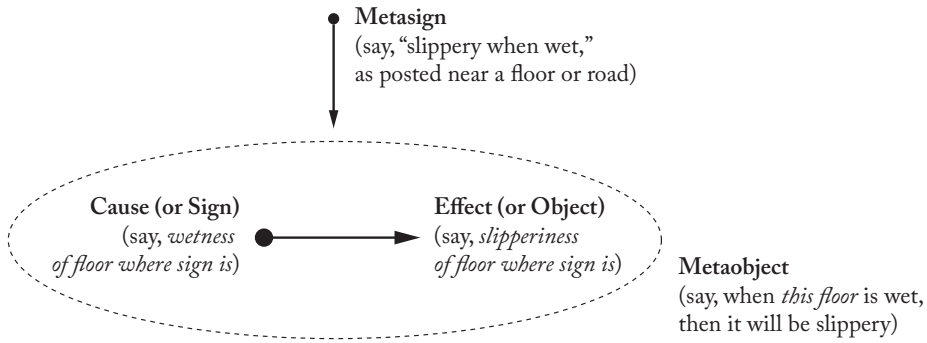 Metasign
(say, “slippery when wet,”
as posted near a floor or road)
Cause (or Sign)
(say, wetness
of floor where sign is)
Effect (or Object)
(say, slipperiness
of floor where sign is)
Metaobject
(say, when this floor is wet,
then it will be slippery)